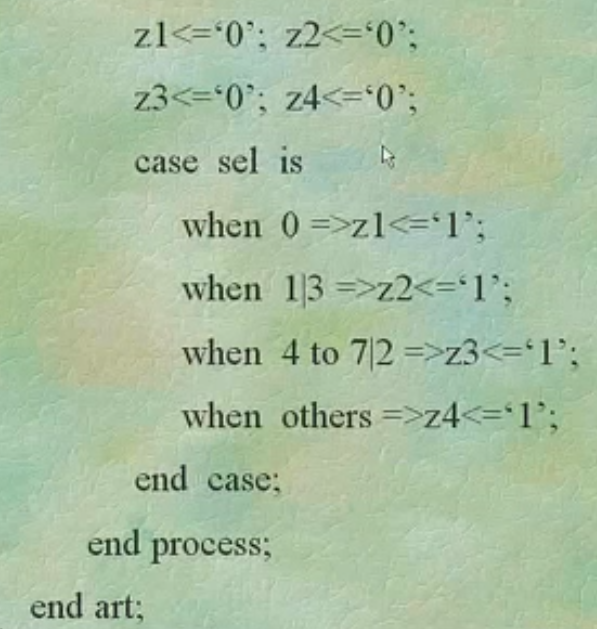 z1<=‘0’;  z2<=‘0’;
z3<=‘0’;  z4<=‘0’;
case  sel  is
when  0 =>z1<=‘1’;
when  1|3 =>z2<=‘1’;
when  4 to 7|2 =>z3<=‘1’;
when  others =>z4<=‘1’;
end  case;
end process;
end art;